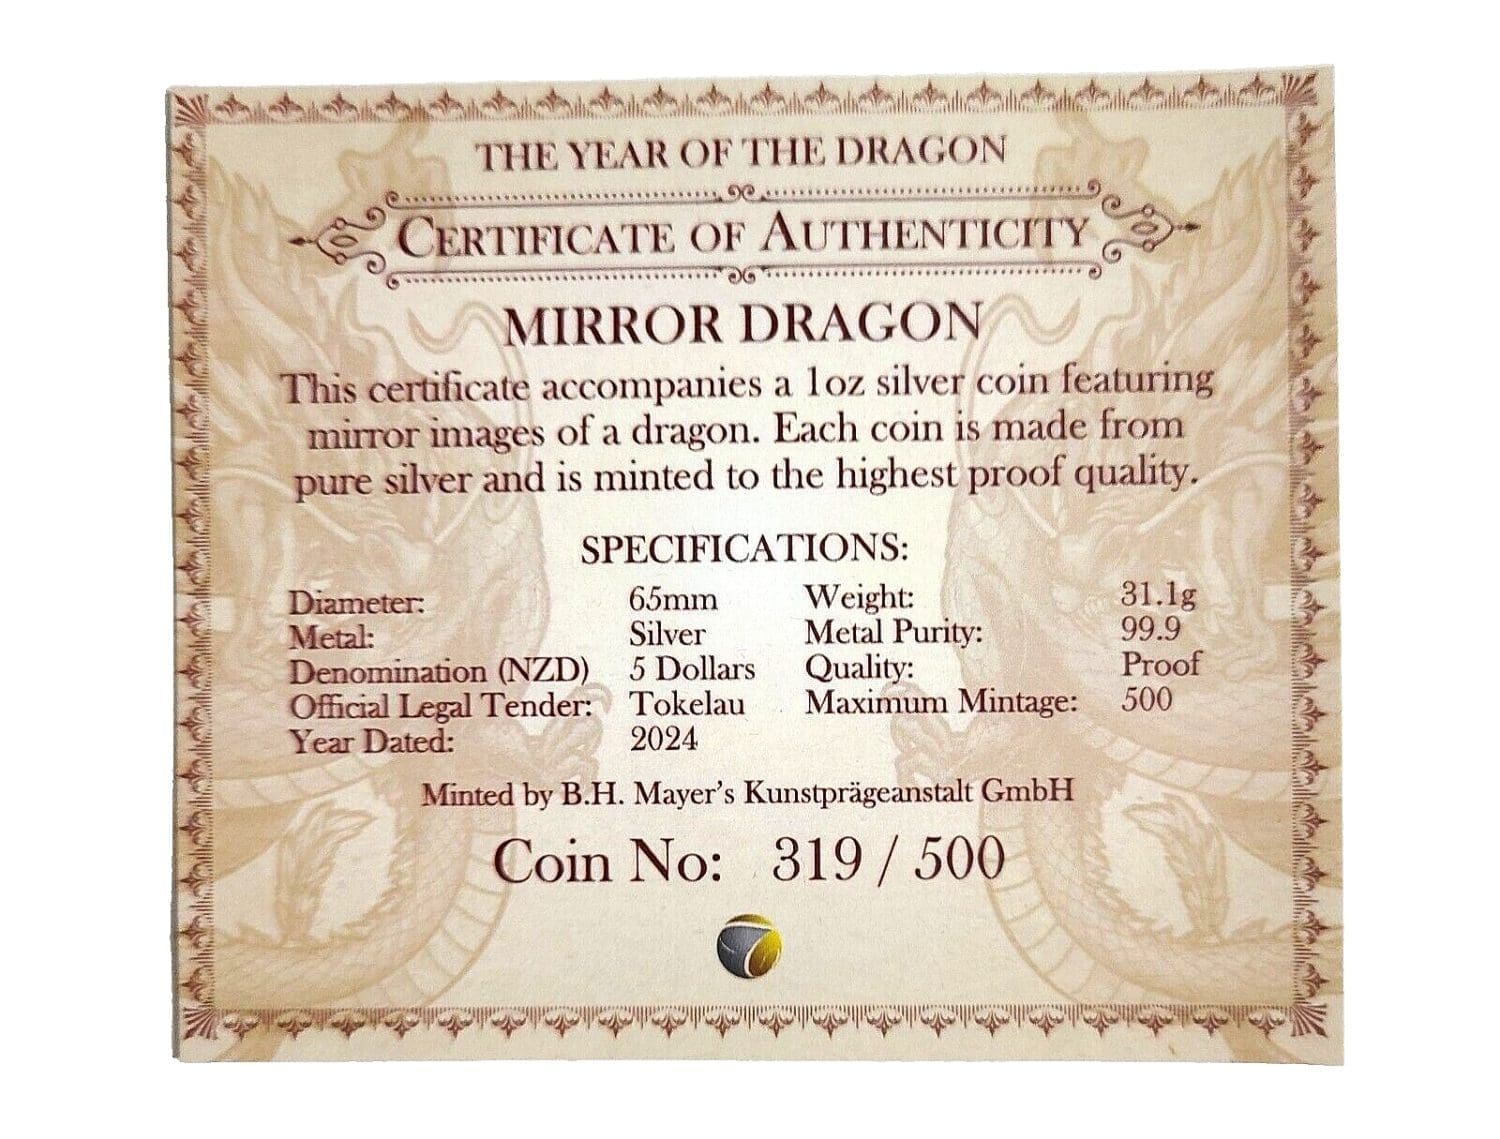 THE YEAR OF THE DRAGON
CERTIFICATE OF AUTHENTICITY
MIRROR DRAGON
This certificate accompanies a 1oz silver coin featuring
mirror images of a dragon. Each coin is made from
pure silver and is minted to the highest proof quality.
SPECIFICATIONS:
Diameter: 65mm Weight: 31.1g
Metal: Silver Metal Purity: 99.9
Denomination (NZD) 5 Dollars Quality: Proof
Official Legal Tender: Tokelau Maximum Mintage: 500
Year Dated: 2024
Minted by B.H. Mayer's Kunstprägeanstalt GmbH
Coin No: 319 / 500